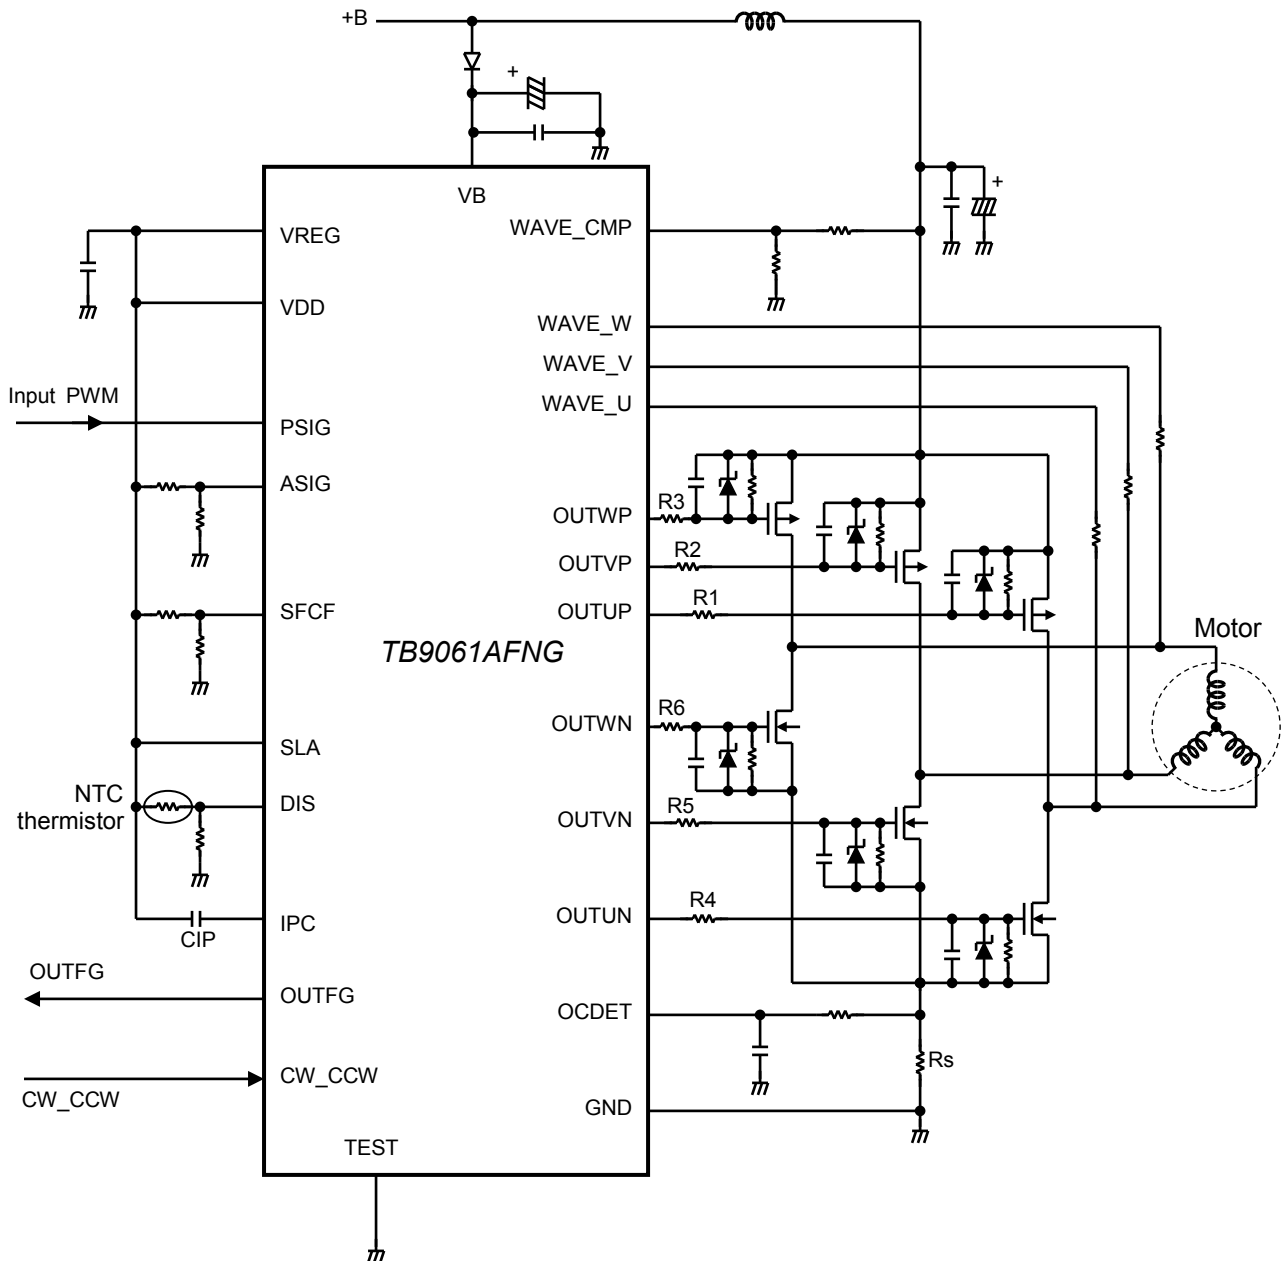 +B
+
VB
+
VREG
WAVE_CMP
VDD
WAVE_W
WAVE_V
WAVE_U
Input PWM
PSIG
ASIG
R3
OUTWP
R2
OUTVP
R1
OUTUP
SFCF
TB9061AFNG
Motor
R6
OUTWN
SLA
NTC
thermistor
DIS
R5
OUTVN
R4
OUTUN
IPC
CIP
OUTFG
OUTFG
OCDET
Rs
CW_CCW
CW_CCW
GND
TEST